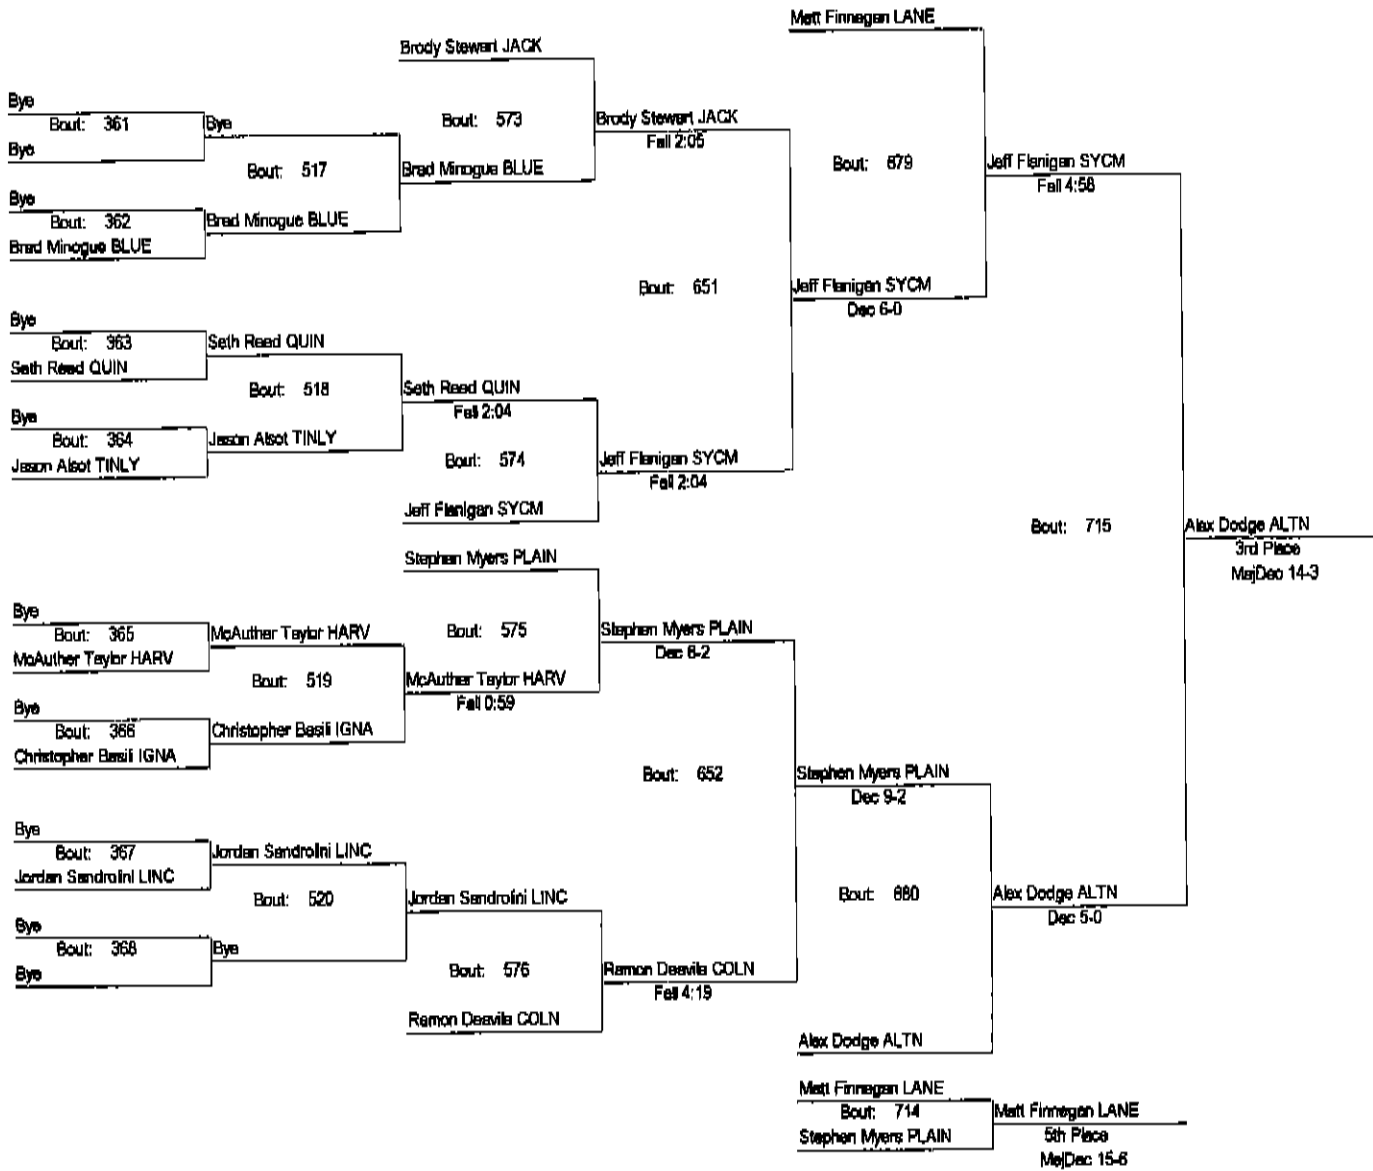 Matt Finnegan LANE
Brody Stewart JACK
Bye
Bout: 361
Bye
Bye
Bout: 517
Bout: 573
Brody Stewart JACK
Fall 2:05
Brad Minogue BLUE
Bye
Bout: 362
Brad Minogue BLUE
Brad Minogue BLUE
Bout: 679
Jeff Flanigan SYCM
Fall 4:58
Bout: 651
Jeff Flanigan SYCM
Dec 6-0
Bye
Bout: 363
Seth Reed QUIN
Seth Reed QUIN
Bout: 518
Seth Reed QUIN
Fall 2:04
Bye
Bout: 364
Jason Alsot TINLY
Jason Alsot TINLY
Bout: 574
Jeff Flanigan SYCM
Fall 2:04
Jeff Flanigan SYCM
Bout: 715
Alex Dodge ALTN
3rd Place
MajDec 14-3
Stephen Myers PLAIN
Bye
Bout: 365
McAuther Taylor HARV
McAuther Taylor HARV
Bout: 575
Stephen Myers PLAIN
Dec 6-2
Bout: 519
McAuther Taylor HARV
Fall 0:59
Bye
Bout: 366
Christopher Basili IGNA
Christopher Basili IGNA
Bout: 652
Stephen Myers PLAIN
Dec 9-2
Bye
Bout: 367
Jordan Sandrolini LINC
Jordan Sandrolini LINC
Bout: 520
Jordan Sandrolini LINC
Bout: 680
Alex Dodge ALTN
Dec 5-0
Bye
Bout: 368
Bye
Bye
Bout: 576
Ramon Deavila COLN
Fall 4:19
Ramon Deavila COLN
Alex Dodge ALTN
Matt Finnegan LANE
Bout: 714
Stephen Myers PLAIN
Matt Finnegan LANE
5th Place
MajDec 15-6